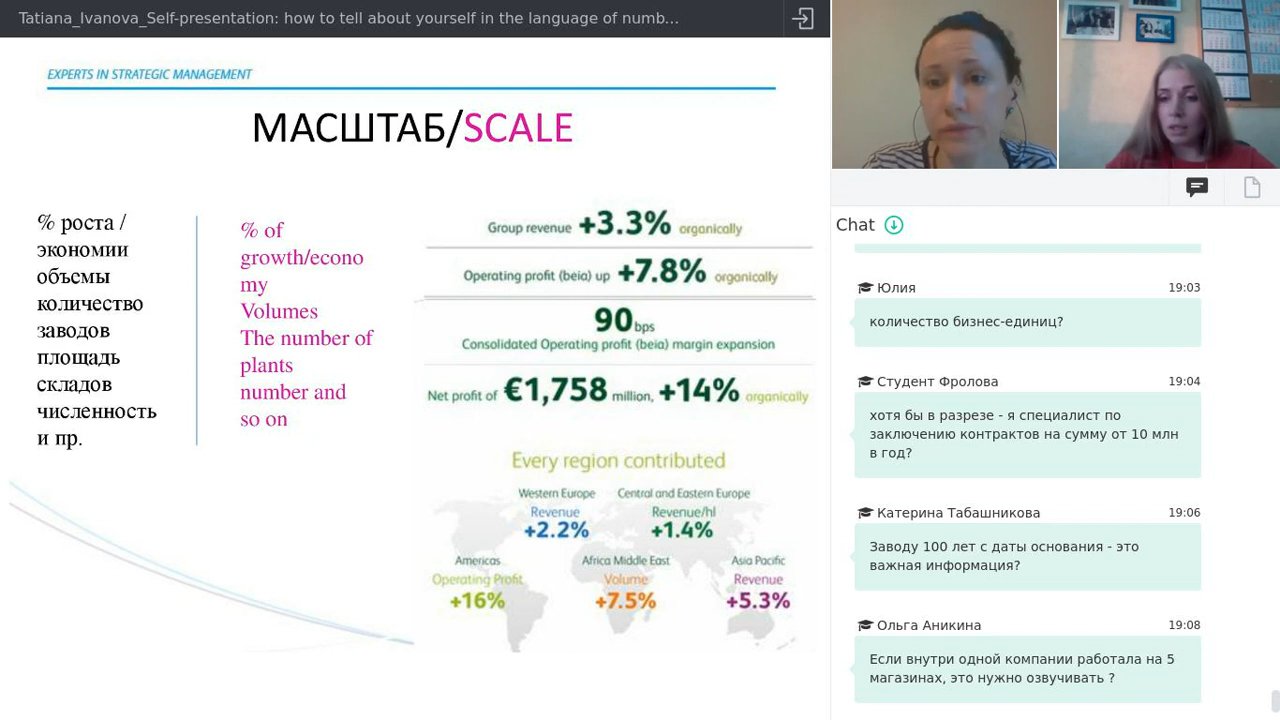 Tatiana_Ivanova_Self-presentation: how to tell about yourself in the language of numb...
EXPERTS IN STRATEGIC MANAGEMENT
МАСШТАБ/SCALE
% роста /
экономии
объемы
количество
заводов
площадь
складов
численность
и пр.
% of
growth/econo
my
Volumes
The number of
plants
number and
so on
Group revenue +3.3% organically
Operating profit (beia) up +7.8% organically
90 bps
Consolidated Operating profit (beia) margin expansion
Net profit of €1,758 million, +14% organically
Every region contributed
Western Europe Central and Eastern Europe
Revenue Revenue/hl
+2.2% +1.4%
Americas Africa Middle East Asia Pacific
Operating Profit Volume Revenue
+16% +7.5% +5.3%
Chat
Юлия 19:03
количество бизнес-единиц?
Студент Фролова 19:04
хотя бы в разрезе - я специалист по
заключению контрактов на сумму от 10 млн
в год?
Катерина Табашникова 19:06
Заводу 100 лет с даты основания - это
важная информация?
Ольга Аникина 19:08
Если внутри одной компании работала на 5
магазинах, это нужно озвучивать ?